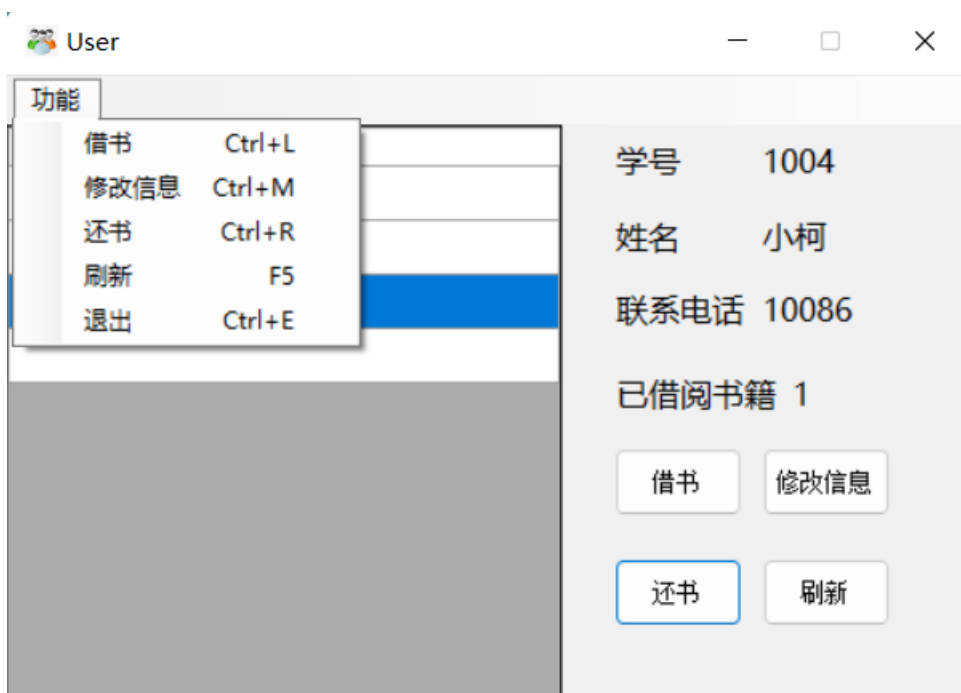 User
功能
借书 Ctrl+L
修改信息 Ctrl+M
还书 Ctrl+R
刷新 F5
退出 Ctrl+E
学号 1004
姓名 小柯
联系电话 10086
已借阅书籍 1
借书 修改信息
还书 刷新